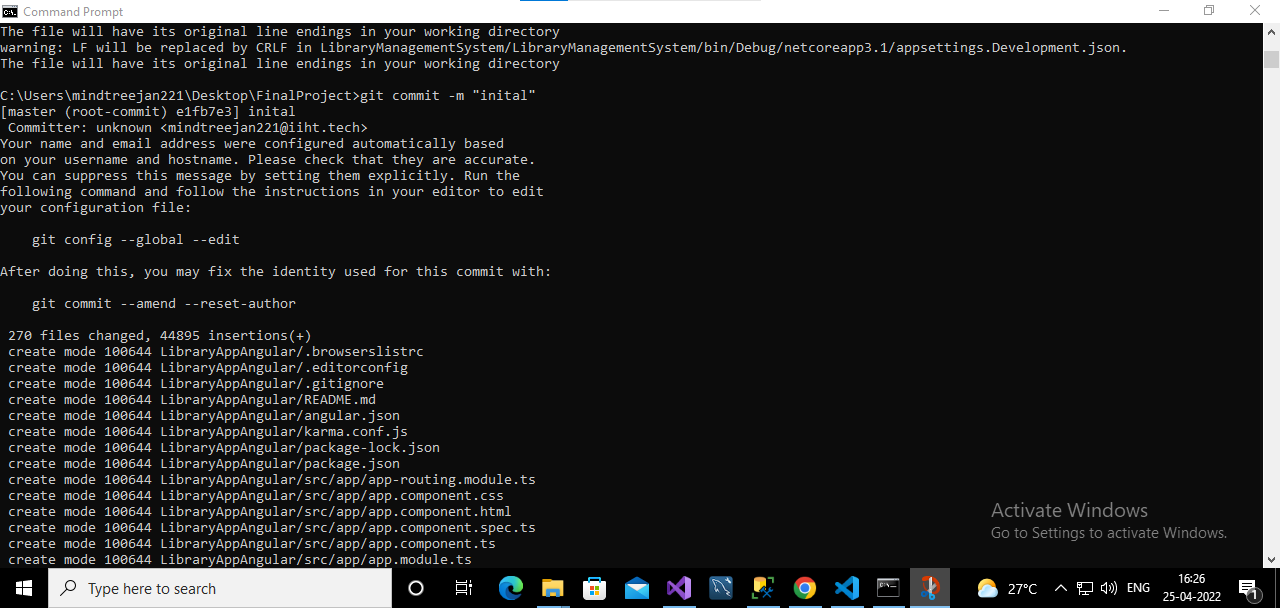 Command Prompt
The file will have its original line endings in your working directory
warning: LF will be replaced by CRLF in LibraryManagementSystem/LibraryManagementSystem/bin/Debug/netcoreapp3.1/appsettings.Development.json.
The file will have its original line endings in your working directory
C:\Users\mindtreejan221\Desktop\FinalProject>git commit -m "inital"
[master (root-commit) e1fb7e3] inital
Committer: unknown <mindtreejan221@iiht.tech>
Your name and email address were configured automatically based
on your username and hostname. Please check that they are accurate.
You can suppress this message by setting them explicitly. Run the
following command and follow the instructions in your editor to edit
your configuration file:
git config --global --edit
After doing this, you may fix the identity used for this commit with:
git commit --amend --reset-author
270 files changed, 44895 insertions(+)
create mode 100644 LibraryAppAngular/.browserslistrc
create mode 100644 LibraryAppAngular/.editorconfig
create mode 100644 LibraryAppAngular/.gitignore
create mode 100644 LibraryAppAngular/README.md
create mode 100644 LibraryAppAngular/angular.json
create mode 100644 LibraryAppAngular/karma.conf.js
create mode 100644 LibraryAppAngular/package-lock.json
create mode 100644 LibraryAppAngular/package.json
create mode 100644 LibraryAppAngular/src/app/app-routing.module.ts
create mode 100644 LibraryAppAngular/src/app/app.component.css
create mode 100644 LibraryAppAngular/src/app/app.component.html
create mode 100644 LibraryAppAngular/src/app/app.component.spec.ts
create mode 100644 LibraryAppAngular/src/app/app.component.ts
create mode 100644 LibraryAppAngular/src/app/app.module.ts
Activate Windows
Go to Settings to activate Windows.
Type here to search
27°C
ENG
16:26
25-04-2022
1